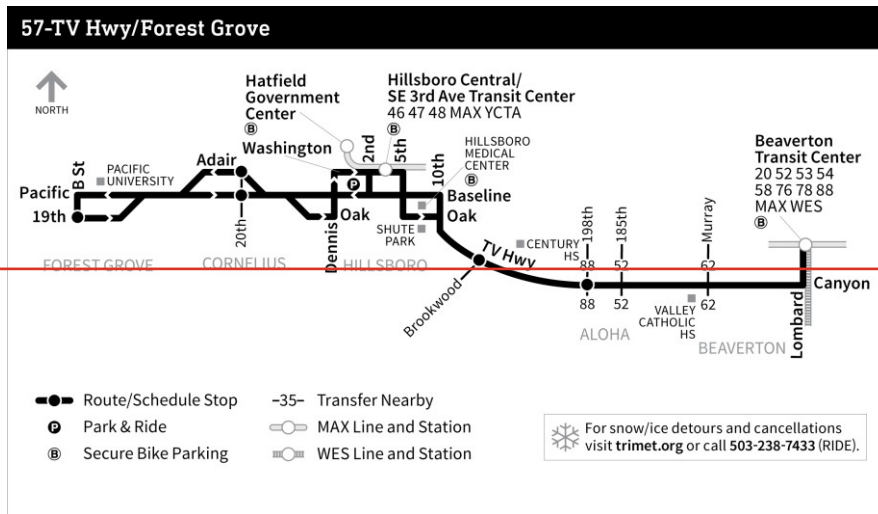 57-TV Hwy/Forest Grove
NORTH
Hatfield
Government
Center
B
Washington
Hillsboro Central/
SE 3rd Ave Transit Center
46 47 48 MAX YCTA
B
2nd
5th
HILLSBORO
MEDICAL
CENTER
B
10th
Beaverton
Transit Center
20 52 53 54
58 76 78 88
MAX WES
B
B St
PACIFIC
UNIVERSITY
Adair
Pacific
19th
20th
P
Baseline
Oak
Dennis
Oak
SHUTE
PARK
FOREST GROVE
CORNELIUS
HILLSBORO
TV Hwy
Brookwood
CENTURY
HS
198th
185th
Murray
88
52
62
88
52
62
VALLEY
CATHOLIC
HS
ALOHA
BEAVERTON
Lombard
Canyon
Route/Schedule Stop
P Park & Ride
B Secure Bike Parking
–35– Transfer Nearby
MAX Line and Station
WES Line and Station
For snow/ice detours and cancellations
visit trimet.org or call 503-238-7433 (RIDE).